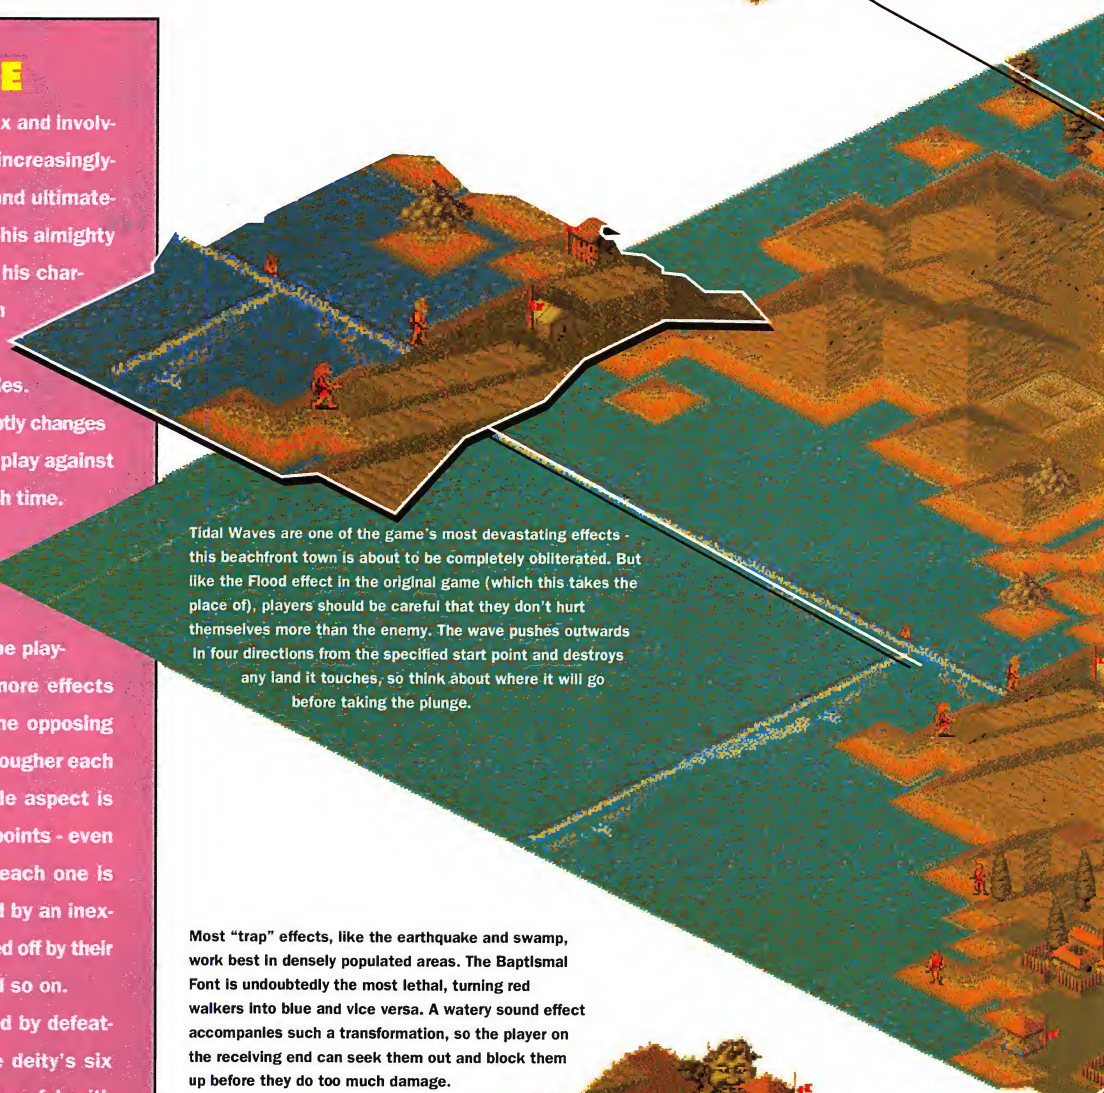 E
x and involv-
increasingly-
nd ultimate-
his almighty
his char-
es.
tly changes
play against
h time.
Tidal Waves are one of the game's most devastating effects -
this beachfront town is about to be completely obliterated. But
like the Flood effect in the original game (which this takes the
place of), players should be careful that they don't hurt
themselves more than the enemy. The wave pushes outwards
in four directions from the specified start point and destroys
any land it touches, so think about where it will go
before taking the plunge.
e play-
nore effects
ne opposing
ougher each
le aspect is
points - even
each one is
d by an inex-
ed off by their
d so on.
d by defeat-
e deity's six
Most "trap" effects, like the earthquake and swamp,
work best in densely populated areas. The Baptismal
Font is undoubtedly the most lethal, turning red
walkers into blue and vice versa. A watery sound effect
accompanies such a transformation, so the player on
the receiving end can seek them out and block them
up before they do too much damage.